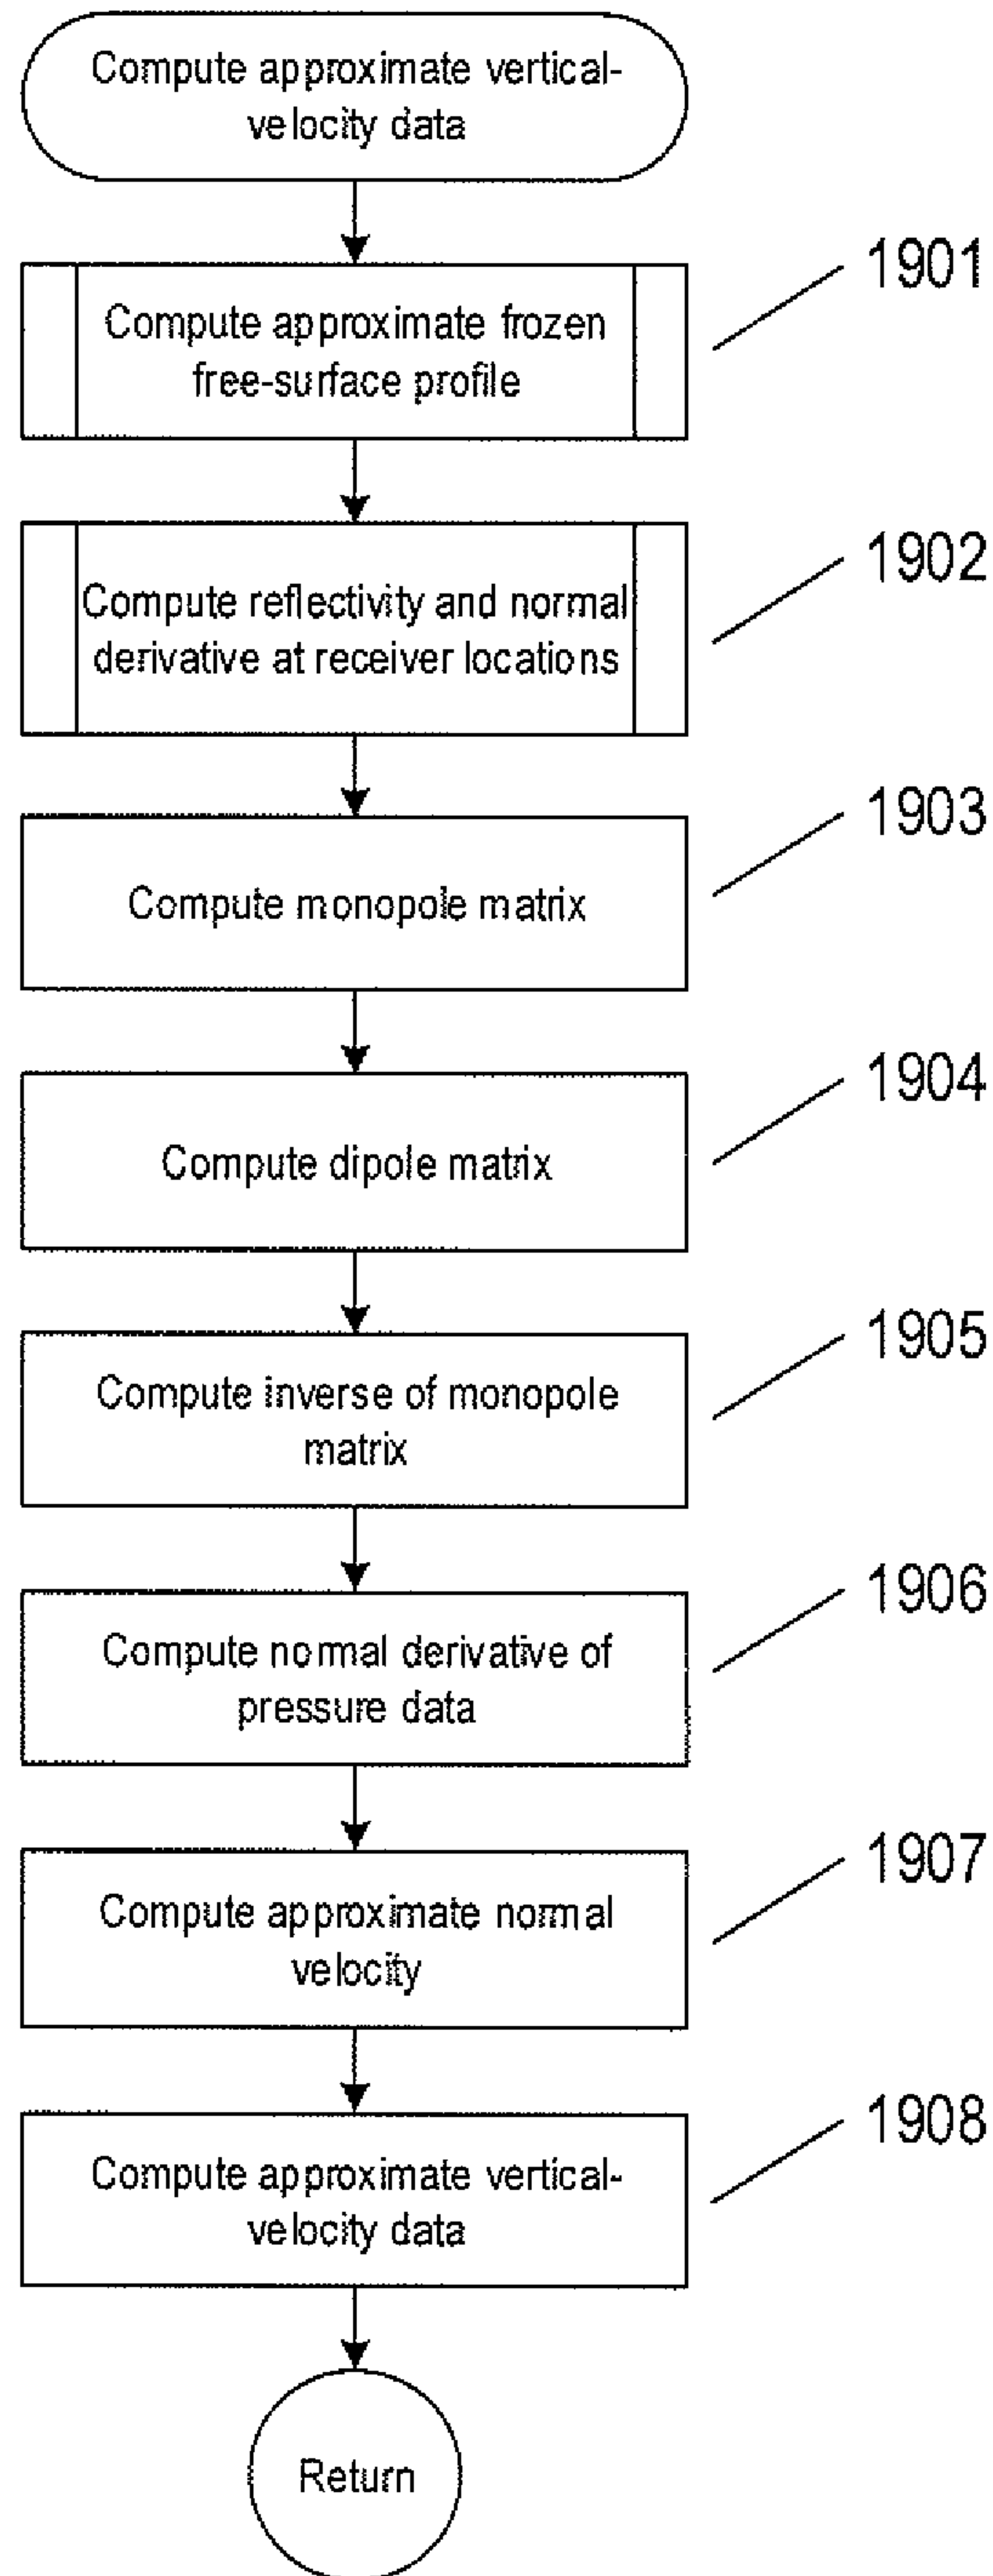 Compute approximate vertical-
velocity data
Compute approximate frozen
free-surface profile
1901
Compute reflectivity and normal
derivative at receiver locations
1902
Compute monopole matrix
1903
Compute dipole matrix
1904
Compute inverse of monopole
matrix
1905
Compute normal derivative of
pressure data
1906
Compute approximate normal
velocity
1907
Compute approximate vertical-
velocity data
1908
Return